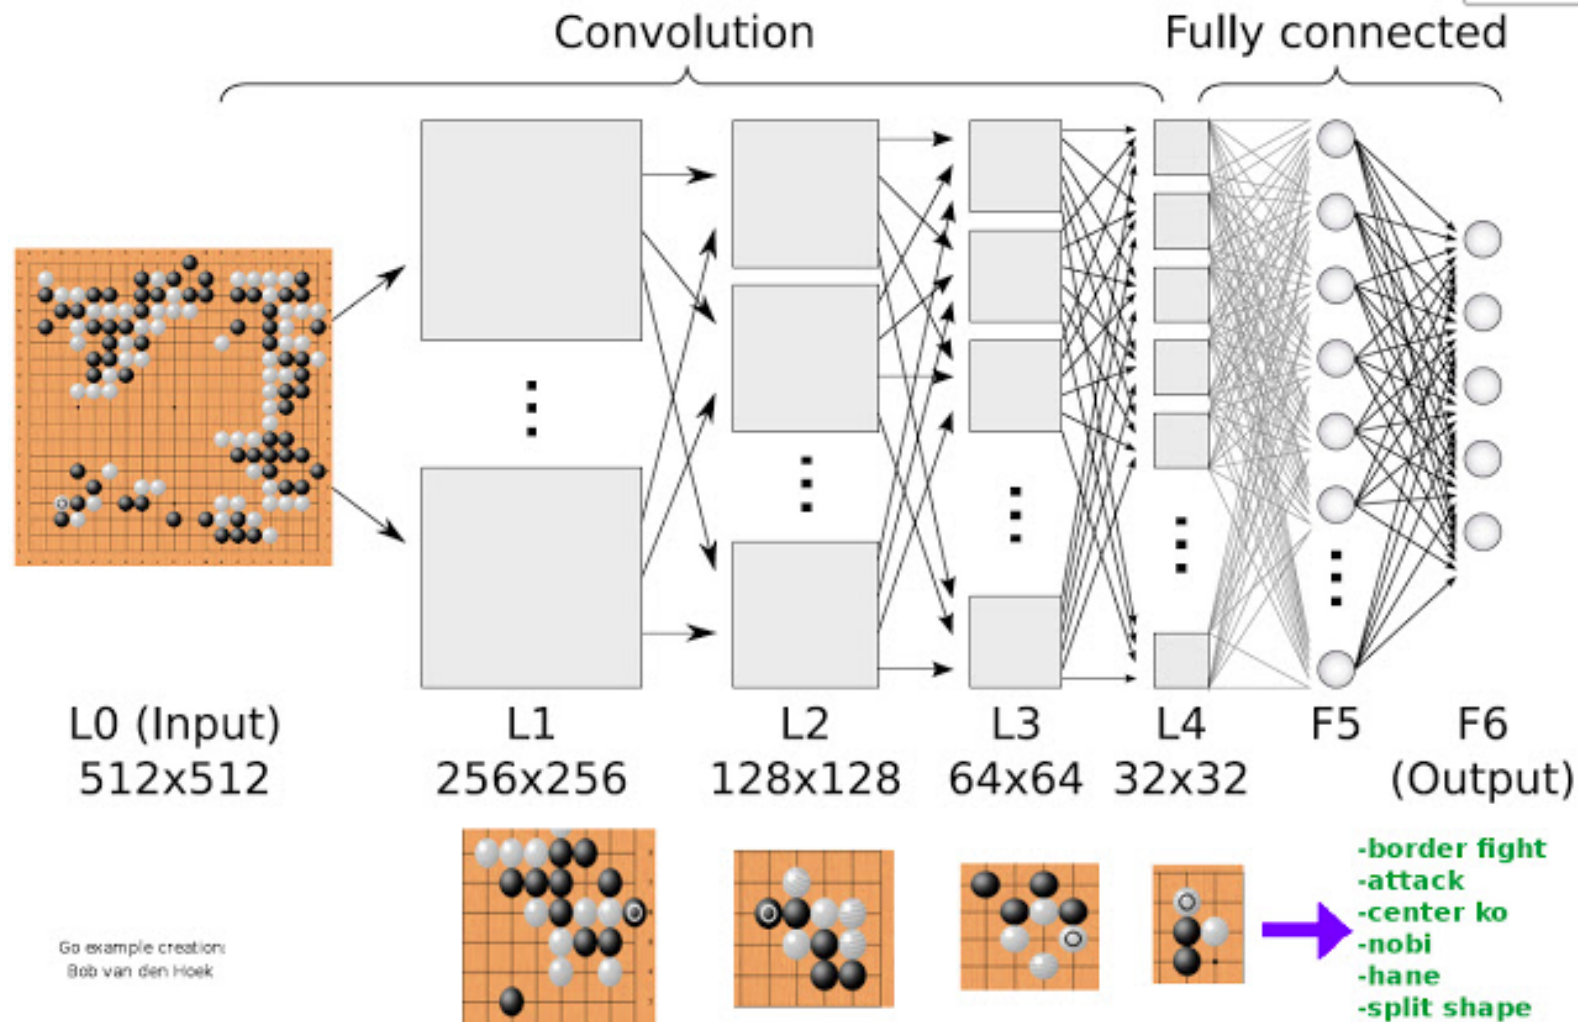 Convolution
Fully connected
L0 (Input)
512x512
L1
256x256
L2
128x128
L3
64x64
L4
32x32
F5
F6
(Output)
Go example creation:
Bob van den Hoek
-border fight
-attack
-center ko
-nobi
-hane
-split shape